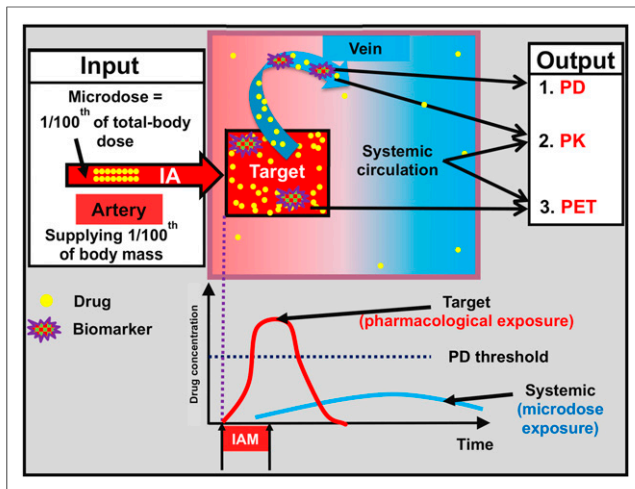 Input
Microdose =
1/100th of total-body
dose
IA
Artery
Supplying 1/100th
of body mass
Drug
Biomarker
Vein
Target
Systemic
circulation
Output
1. PD
2. PK
3. PET
Drug concentration
Target
(pharmacological exposure)
PD threshold
Systemic
(microdose
exposure)
IAM
Time